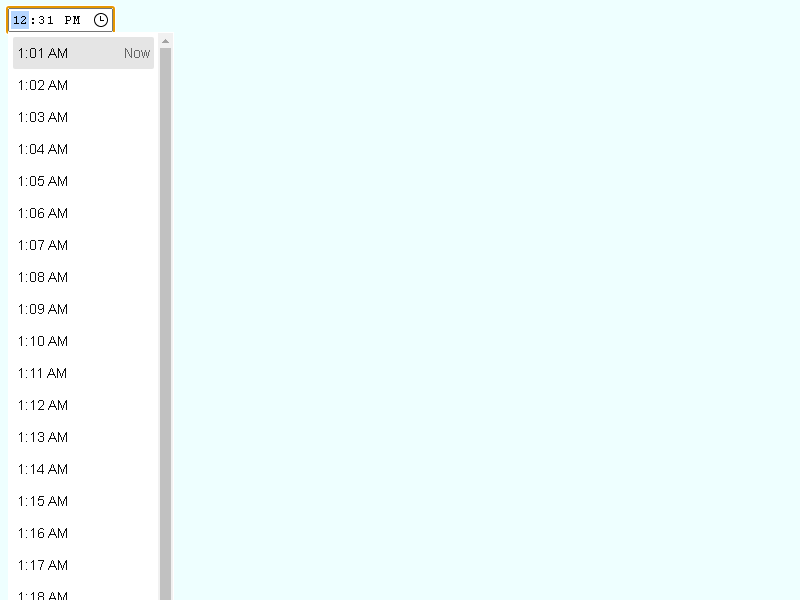 12:31 PM
1:01 AM Now
1:02 AM
1:03 AM
1:04 AM
1:05 AM
1:06 AM
1:07 AM
1:08 AM
1:09 AM
1:10 AM
1:11 AM
1:12 AM
1:13 AM
1:14 AM
1:15 AM
1:16 AM
1:17 AM
1:18 AM